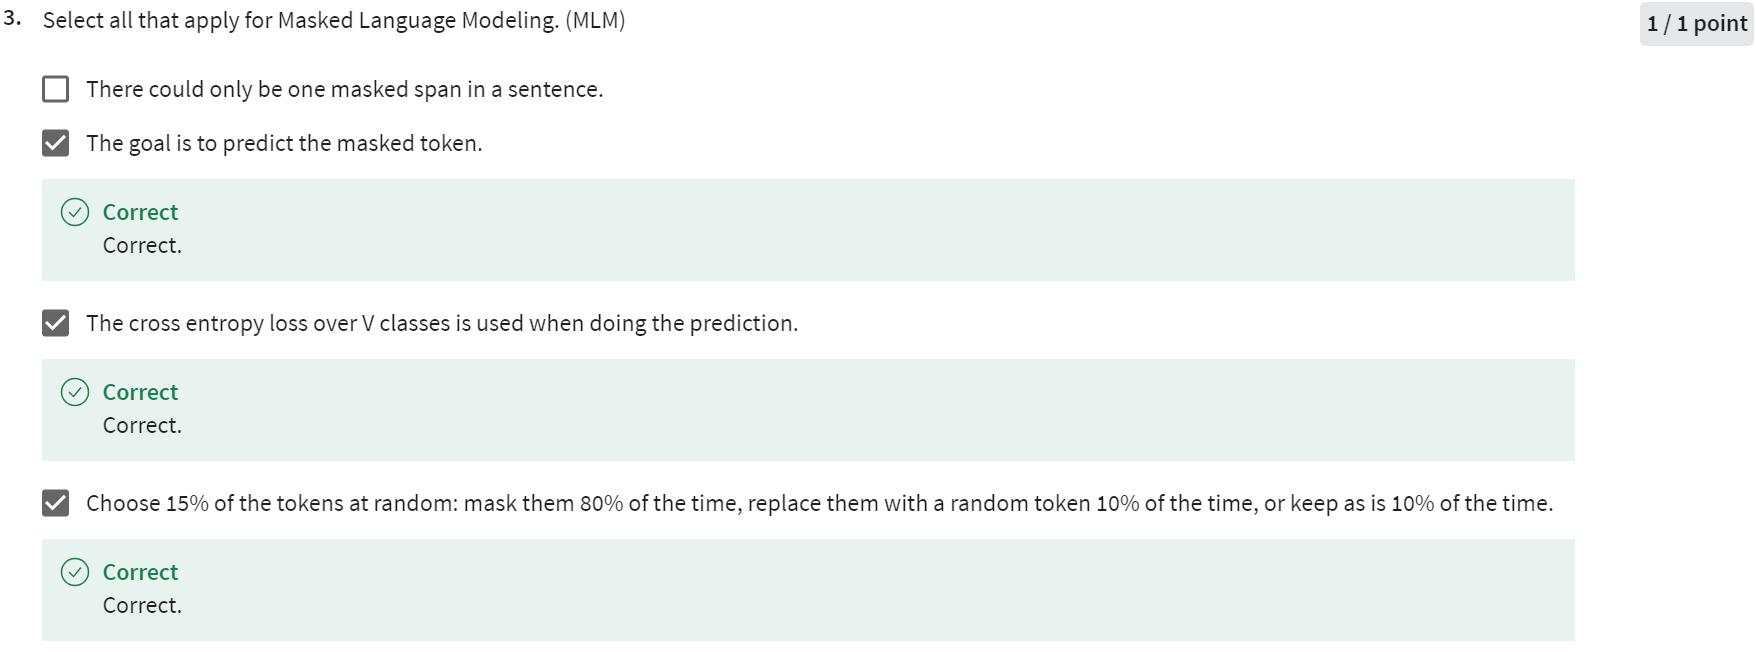 3. Select all that apply for Masked Language Modeling. (MLM)
1 / 1 point
There could only be one masked span in a sentence.
The goal is to predict the masked token.
Correct
Correct.
The cross entropy loss over V classes is used when doing the prediction.
Correct
Correct.
Choose 15% of the tokens at random: mask them 80% of the time, replace them with a random token 10% of the time, or keep as is 10% of the time.
Correct
Correct.